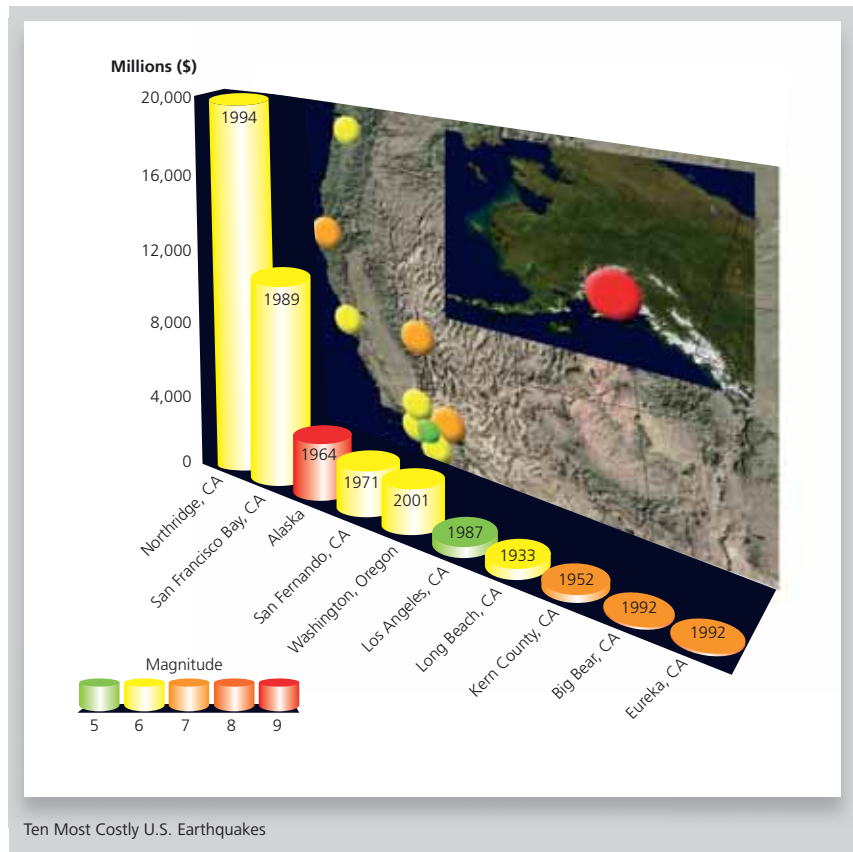 Millions ($)
20,000
16,000
12,000
8,000
4,000
0
1994
1989
1964
1971
2001
1987
1933
1952
1992
1992
Northridge, CA
San Francisco Bay, CA
Alaska
San Fernando, CA
Washington, Oregon
Los Angeles, CA
Long Beach, CA
Kern County, CA
Big Bear, CA
Eureka, CA
Magnitude
5 6 7 8 9
Ten Most Costly U.S. Earthquakes